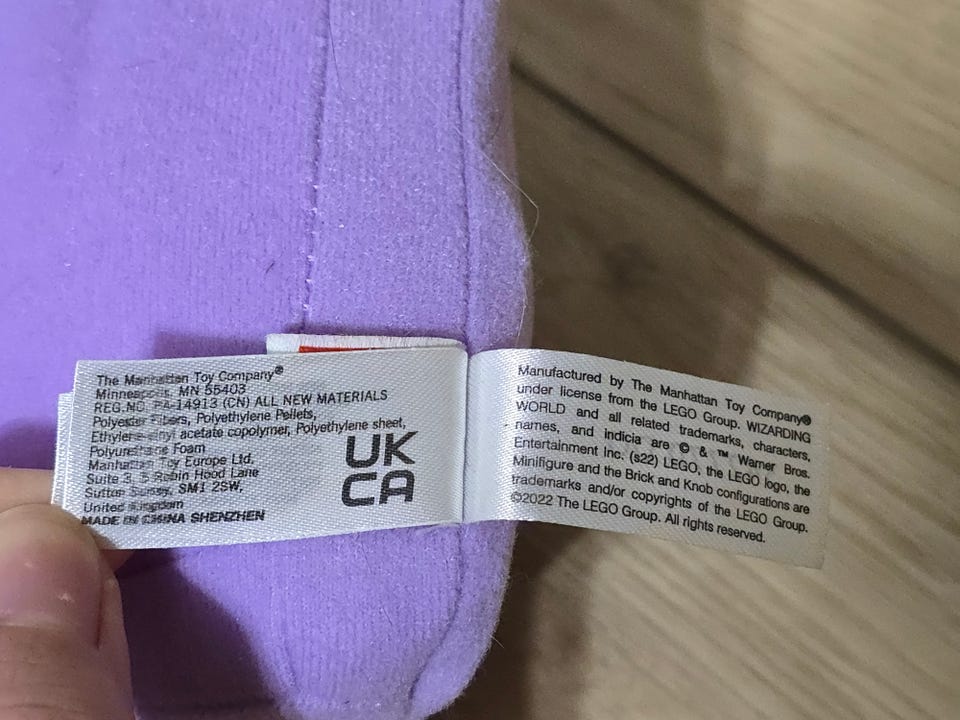 The Manhattan Toy Company®
Minneapolis, MN 55403
REG.NO. PA-14913 (CN) ALL NEW MATERIALS
Polyester Fibers, Polyethylene Pellets,
Ethylene-vinyl acetate copolymer, Polyethylene sheet,
Polyurethane Foam
Manhattan Toy Europe Ltd.
Suite 3, 5 Robin Hood Lane
Sutton Surrey, SM1 2SW,
United Kingdom
MADE IN CHINA SHENZHEN
UK
CA
Manufactured by The Manhattan Toy Company®
under license from the LEGO Group. WIZARDING
WORLD and all related trademarks, characters,
names, and indicia are © & ™ Warner Bros.
Entertainment Inc. (s22) LEGO, the LEGO logo, the
Minifigure and the Brick and Knob configurations are
trademarks and/or copyrights of the LEGO Group.
©2022 The LEGO Group. All rights reserved.